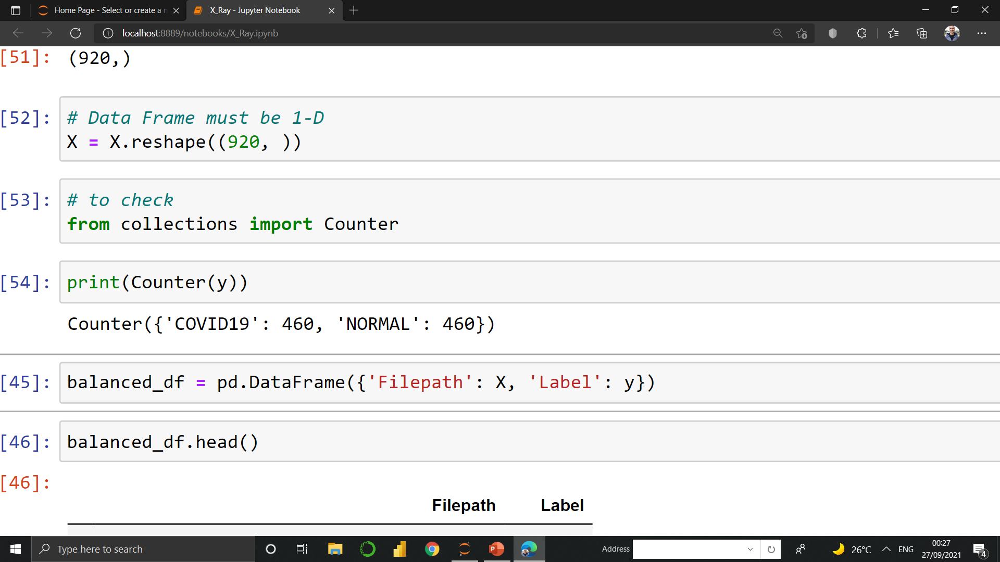 Home Page - Select or create a n
X_Ray - Jupyter Notebook
localhost:8889/notebooks/X_Ray.ipynb
[51]: (920,)
[52]: # Data Frame must be 1-D
X = X.reshape((920, ))
[53]: # to check
from collections import Counter
[54]: print(Counter(y))
Counter({'COVID19': 460, 'NORMAL': 460})
[45]: balanced_df = pd.DataFrame({'Filepath': X, 'Label': y})
[46]: balanced_df.head()
[46]:
Filepath Label
Type here to search
P
Address
26°C
ENG
00:27
27/09/2021
4